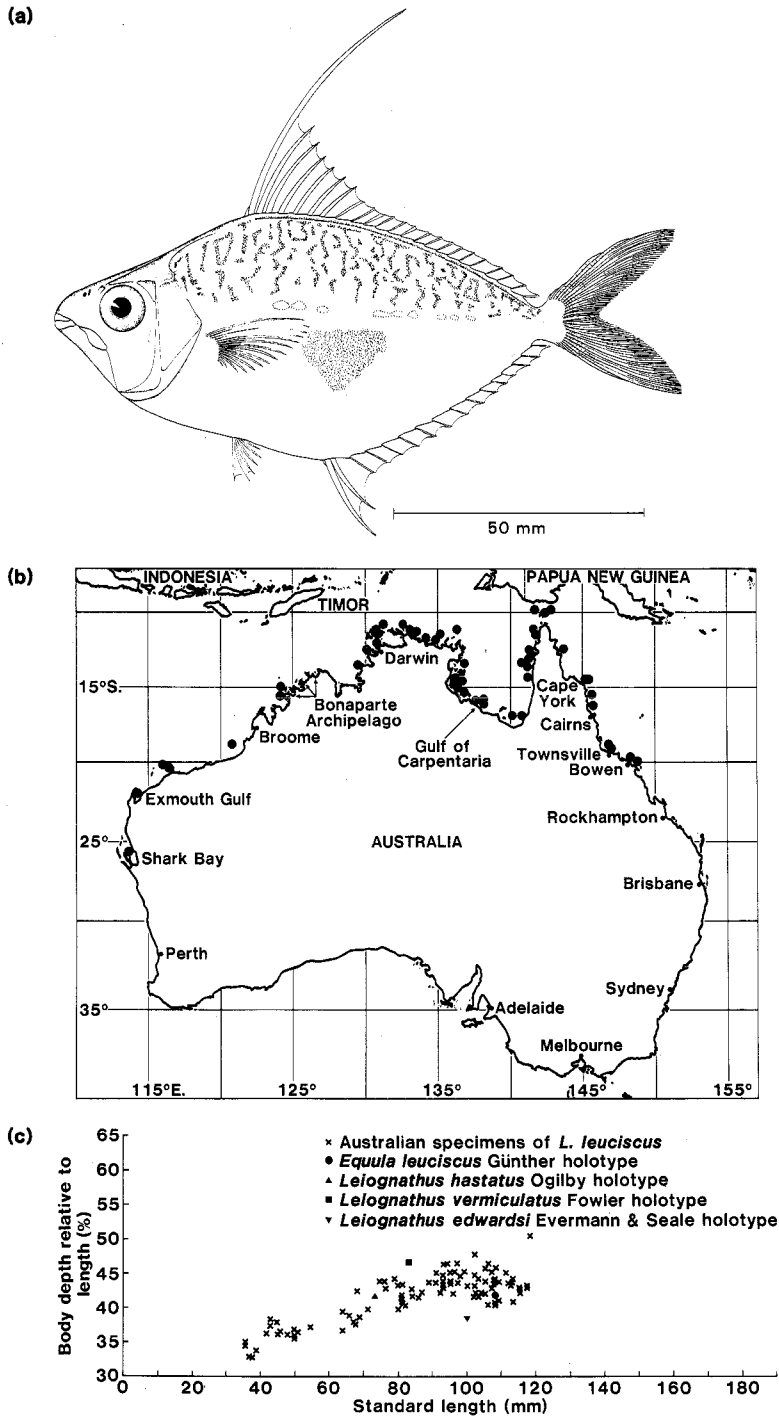 (a)
50 mm
(b)
INDONESIA
PAPUA NEW GUINEA
TIMOR
Darwin
15°S.
Bonaparte
Archipelago
Cape
York
Broome
Gulf of
Carpentaria
Cairns
Townsville
Bowen
Exmouth Gulf
Rockhampton
25°
AUSTRALIA
Shark Bay
Brisbane
Perth
Sydney
35°
Adelaide
Melbourne
115°E.
125°
135°
145°
155°
(c)
Australian specimens of L. leuciscus
Equula leuciscus Günther holotype
Leiognathus hastatus Ogilby holotype
Leiognathus vermiculatus Fowler holotype
Leiognathus edwardsi Evermann & Seale holotype
Body depth relative to
length (%)
65
60
55
50
45
40
35
30
0 20 40 60 80 100 120 140 160 180
Standard length (mm)